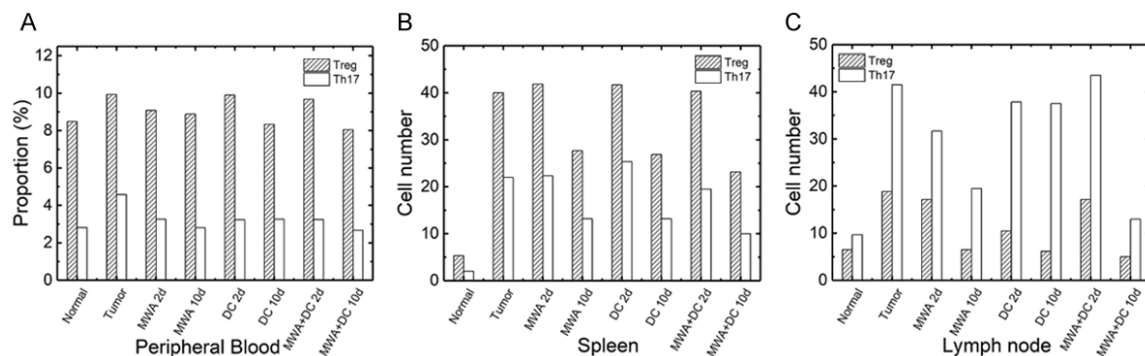 A
Proportion (%)
12
10
8
6
4
2
0
Treg
Th17
Normal
Tumor
MWA 2d
MWA 10d
DC 2d
DC 10d
MWA+DC 2d
MWA+DC 10d
Peripheral Blood
B
Cell number
50
40
30
20
10
0
Treg
Th17
Normal
Tumor
MWA 2d
MWA 10d
DC 2d
DC 10d
MWA+DC 2d
MWA+DC 10d
Spleen
C
Cell number
50
40
30
20
10
0
Treg
Th17
Normal
Tumor
MWA 2d
MWA 10d
DC 2d
DC 10d
MWA+DC 2d
MWA+DC 10d
Lymph node